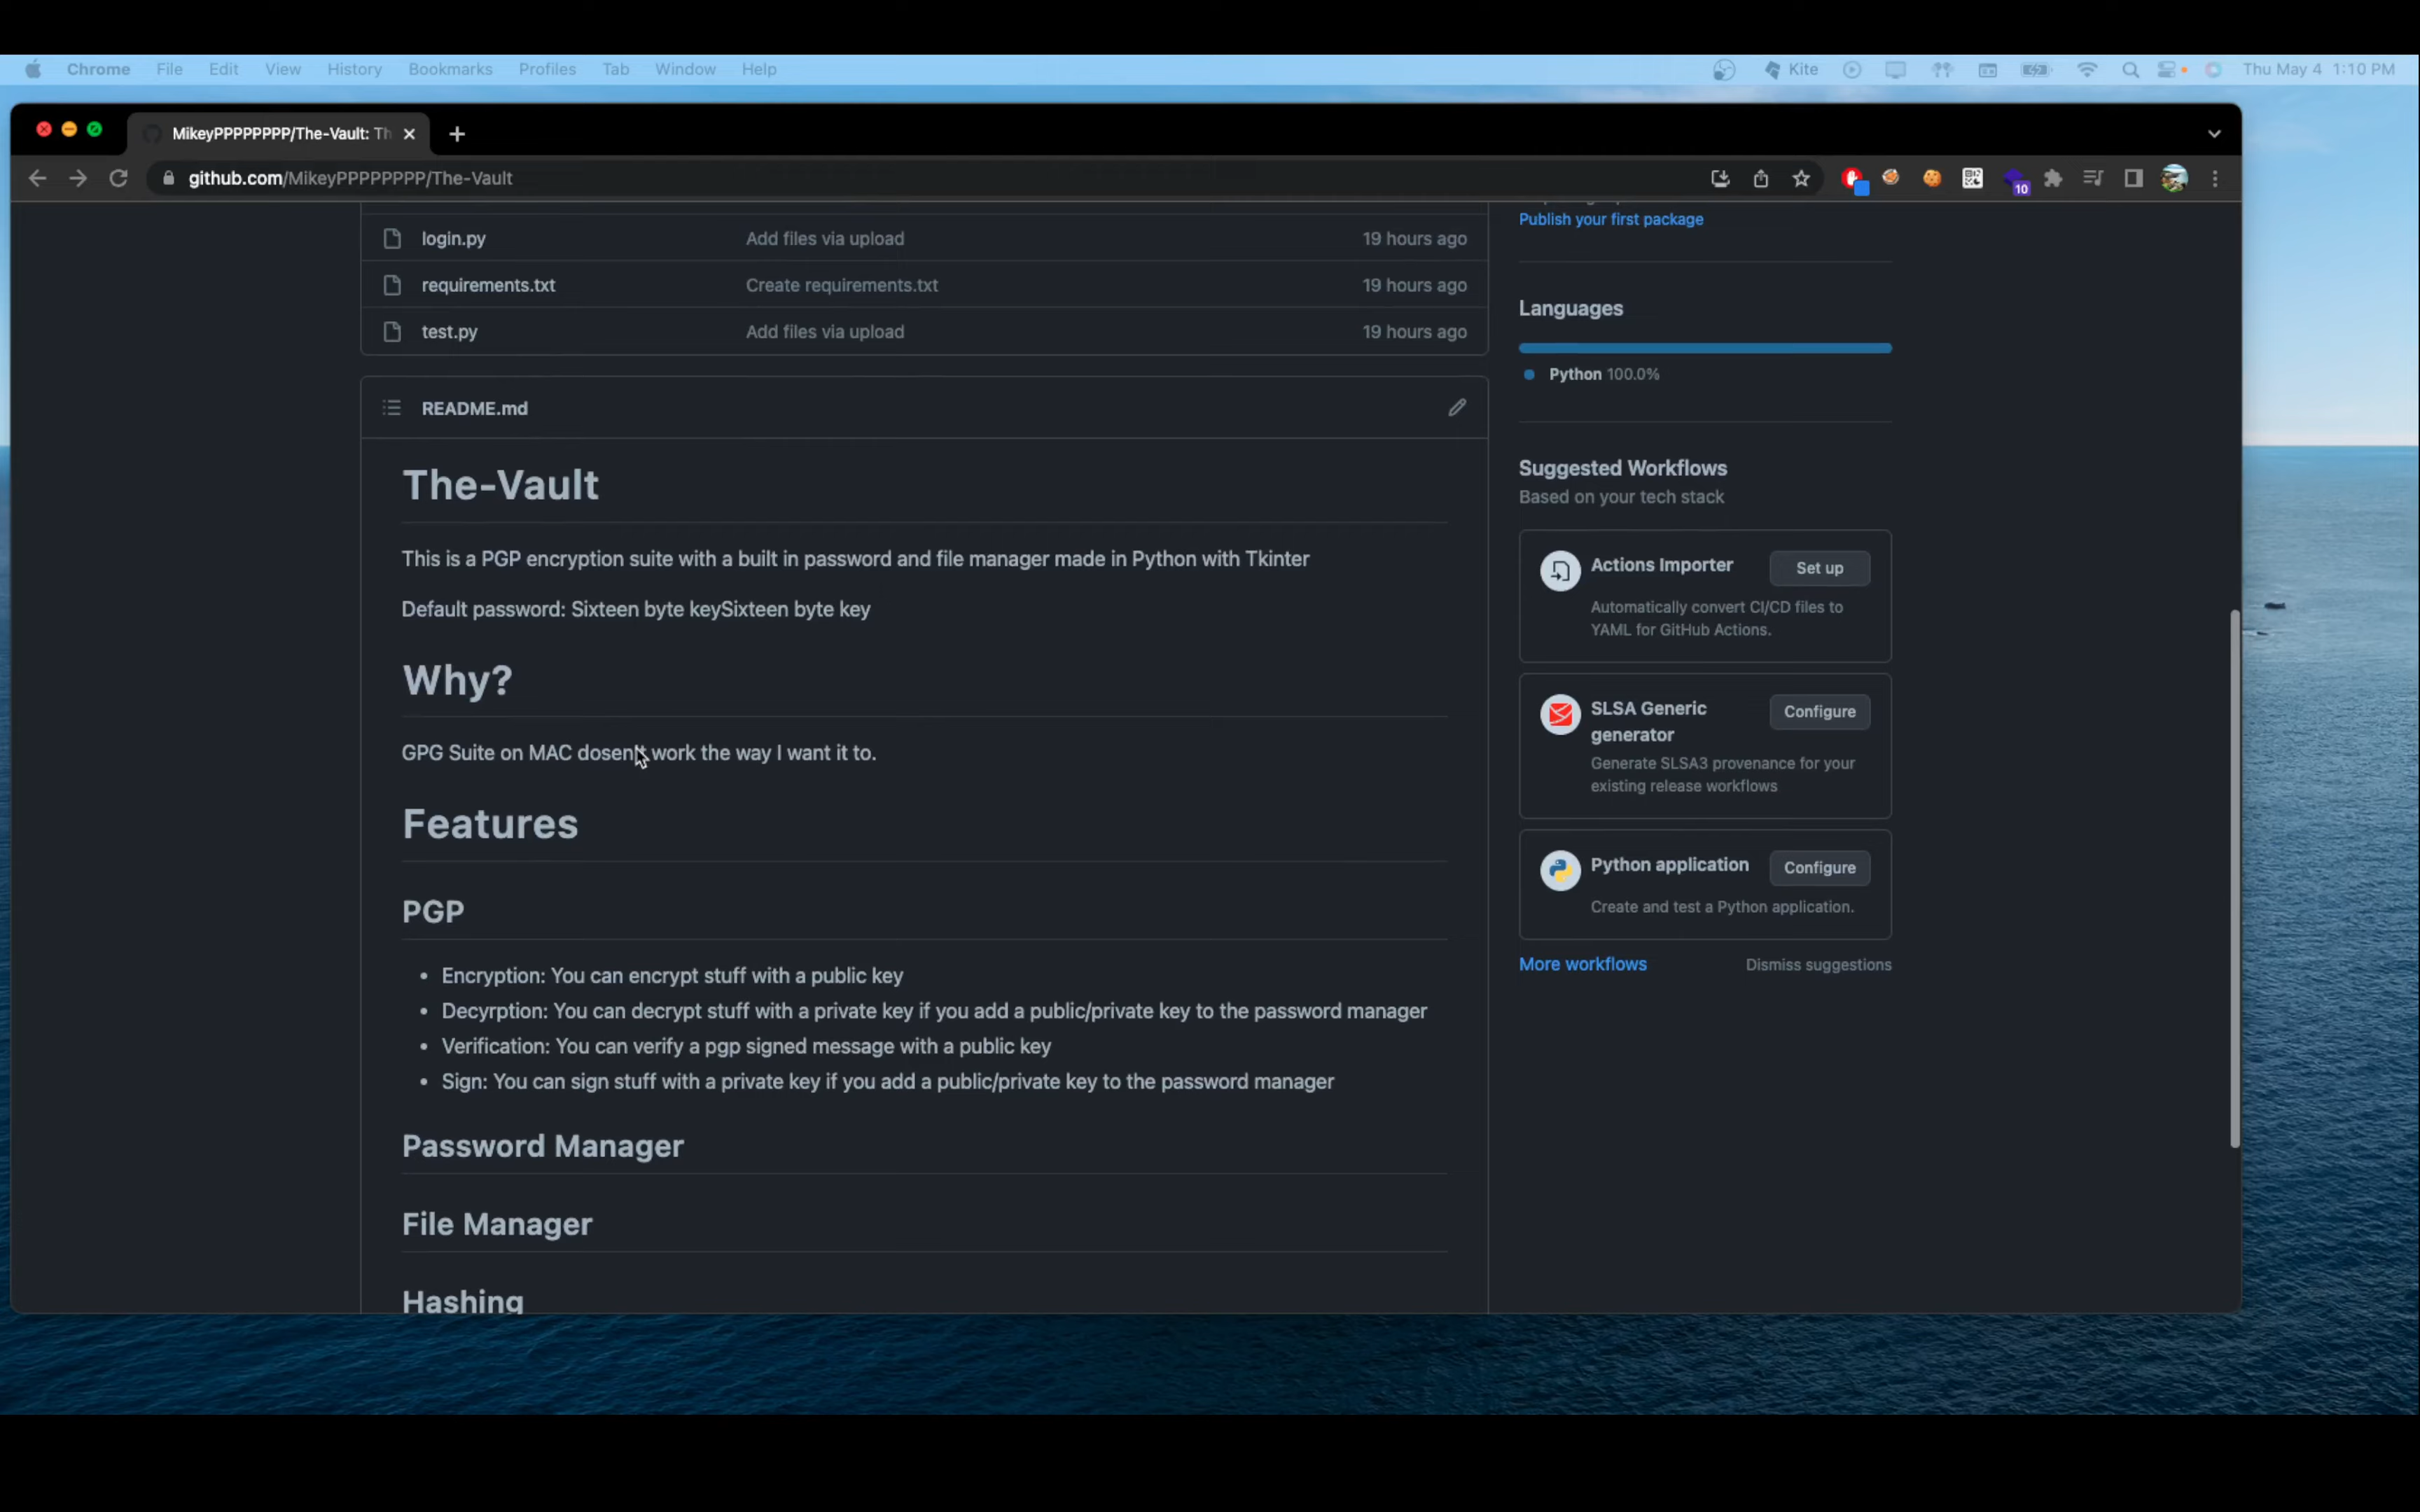 Chrome File Edit View History Bookmarks Profiles Tab Window Help Kite Thu May 4 1:10 PM
MikeyPPPPPPPP/The-Vault: Th
github.com/MikeyPPPPPPPP/The-Vault
10
login.py Add files via upload 19 hours ago
requirements.txt Create requirements.txt 19 hours ago
test.py Add files via upload 19 hours ago
README.md
The-Vault
This is a PGP encryption suite with a built in password and file manager made in Python with Tkinter
Default password: Sixteen byte keySixteen byte key
Why?
GPG Suite on MAC dosen't work the way I want it to.
Features
PGP
• Encryption: You can encrypt stuff with a public key
• Decyrption: You can decrypt stuff with a private key if you add a public/private key to the password manager
• Verification: You can verify a pgp signed message with a public key
• Sign: You can sign stuff with a private key if you add a public/private key to the password manager
Password Manager
File Manager
Hashing
Publish your first package
Languages
Python 100.0%
Suggested Workflows
Based on your tech stack
Actions Importer Set up
Automatically convert CI/CD files to
YAML for GitHub Actions.
SLSA Generic
generator
Configure
Generate SLSA3 provenance for your
existing release workflows
Python application Configure
Create and test a Python application.
More workflows Dismiss suggestions